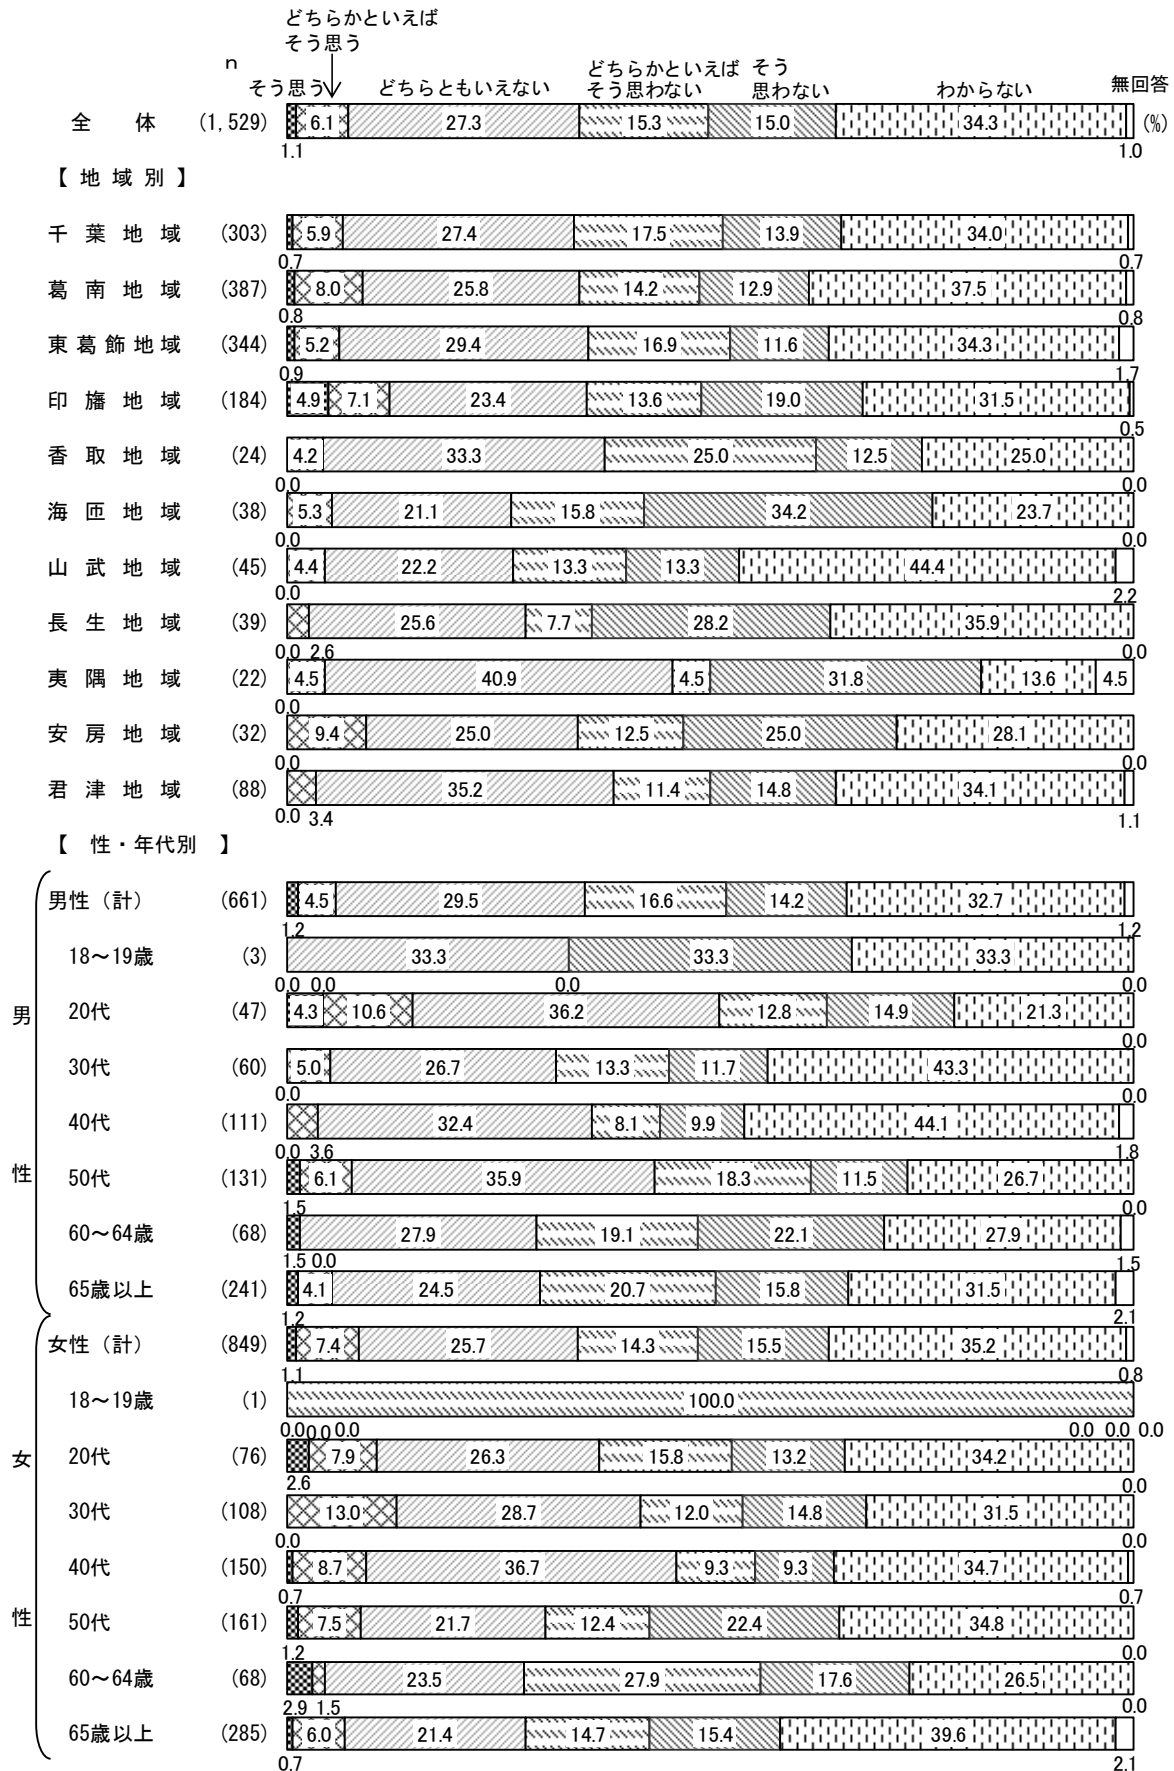 どちらかといえば
そう思う
n
そう思う
どちらともいえない
どちらかといえば
そう思わない
そう
思わない
わからない
無回答
全 体 (1,529) 6.1 27.3 15.3 15.0 34.3 (%)
1.1 1.0
【 地 域 別 】
千 葉 地 域 (303) 5.9 27.4 17.5 13.9 34.0
0.7 0.7
葛 南 地 域 (387) 8.0 25.8 14.2 12.9 37.5
0.8 0.8
東 葛 飾 地 域 (344) 5.2 29.4 16.9 11.6 34.3
0.9 1.7
印 旛 地 域 (184) 4.9 7.1 23.4 13.6 19.0 31.5
0.5
香 取 地 域 (24) 4.2 33.3 25.0 12.5 25.0
0.0 0.0
海 匝 地 域 (38) 5.3 21.1 15.8 34.2 23.7
0.0 0.0
山 武 地 域 (45) 4.4 22.2 13.3 13.3 44.4
0.0 2.2
長 生 地 域 (39) 25.6 7.7 28.2 35.9
0.0 2.6 0.0
夷 隅 地 域 (22) 4.5 40.9 4.5 31.8 13.6 4.5
0.0
安 房 地 域 (32) 9.4 25.0 12.5 25.0 28.1
0.0 0.0
君 津 地 域 (88) 35.2 11.4 14.8 34.1
0.0 3.4 1.1
【 性・年代別 】
男性（計） (661) 4.5 29.5 16.6 14.2 32.7
1.2 1.2
18～19歳 (3) 33.3 33.3 33.3
0.0 0.0 0.0 0.0
男
20代 (47) 4.3 10.6 36.2 12.8 14.9 21.3
0.0
30代 (60) 5.0 26.7 13.3 11.7 43.3
0.0 0.0
40代 (111) 32.4 8.1 9.9 44.1
0.0 3.6 1.8
性
50代 (131) 6.1 35.9 18.3 11.5 26.7
1.5 0.0
60～64歳 (68) 27.9 19.1 22.1 27.9
1.5 0.0 1.5
65歳以上 (241) 4.1 24.5 20.7 15.8 31.5
1.2 2.1
女性（計） (849) 7.4 25.7 14.3 15.5 35.2
1.1 0.8
18～19歳 (1) 100.0
0.0 0.0 0.0 0.0 0.0 0.0
女
20代 (76) 7.9 26.3 15.8 13.2 34.2
2.6 0.0
30代 (108) 13.0 28.7 12.0 14.8 31.5
0.0 0.0
40代 (150) 8.7 36.7 9.3 9.3 34.7
0.7 0.7
性
50代 (161) 7.5 21.7 12.4 22.4 34.8
1.2 0.0
60～64歳 (68) 23.5 27.9 17.6 26.5
2.9 1.5 0.0
65歳以上 (285) 6.0 21.4 14.7 15.4 39.6
0.7 2.1